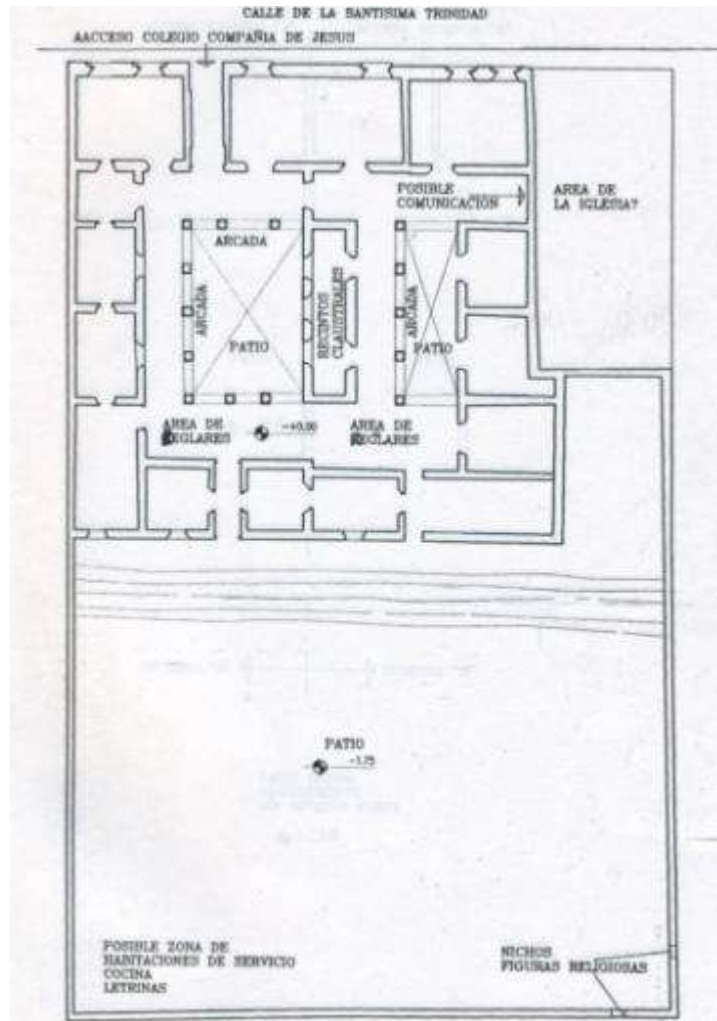 CALLE DE LA SANTISIMA TRINIDAD
AACCESO COLEGIO COMPAÑIA DE JESUS
POSIBLE
COMUNICACION
AREA DE
LA IGLESIA?
ARCADA
ARCADA
PATIO
RECINTOS
CLAUSTRALES
ARCADA
PATIO
AREA DE
REGLARES
-+0,00
AREA DE
REGLARES
PATIO
-1,75
POSIBLE ZONA DE
HABITACIONES DE SERVICIO
COCINA
LETRINAS
NICHOS
FIGURAS RELIGIOSAS